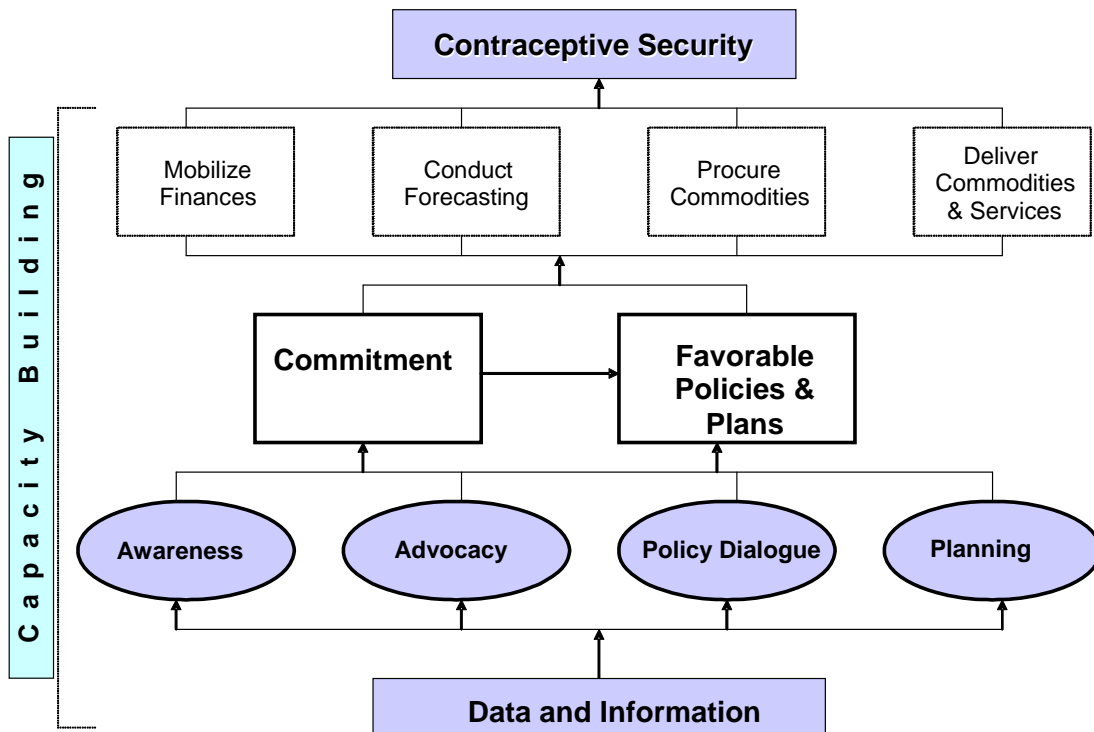 Contraceptive Security
Mobilize
Finances
Conduct
Forecasting
Procure
Commodities
Deliver
Commodities
& Services
Capacity Building
Commitment
Favorable
Policies &
Plans
Awareness
Advocacy
Policy Dialogue
Planning
Data and Information